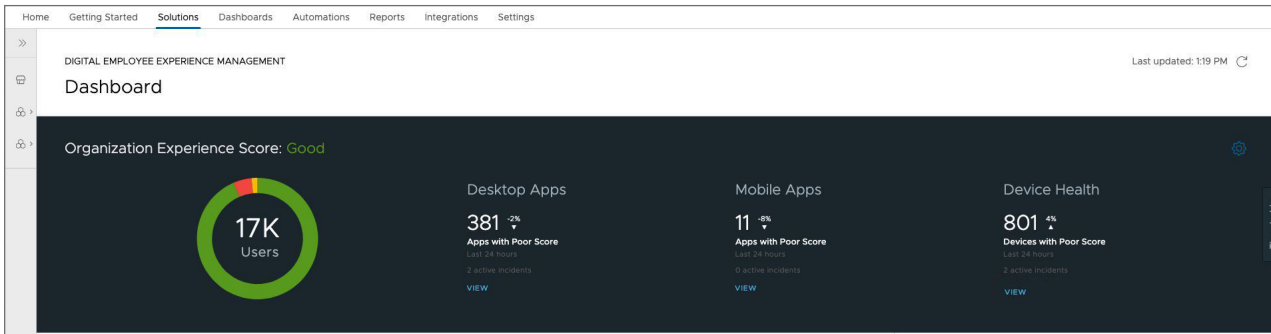 Home Getting Started Solutions Dashboards Automations Reports Integrations Settings
DIGITAL EMPLOYEE EXPERIENCE MANAGEMENT
Last updated: 1:19 PM
Dashboard
Organization Experience Score: Good
17K
Users
Desktop Apps
381 -2%
Apps with Poor Score
Last 24 hours
2 active incidents
VIEW
Mobile Apps
11 -8%
Apps with Poor Score
Last 24 hours
0 active incidents
VIEW
Device Health
801 4%
Devices with Poor Score
Last 24 hours
2 active incidents
VIEW